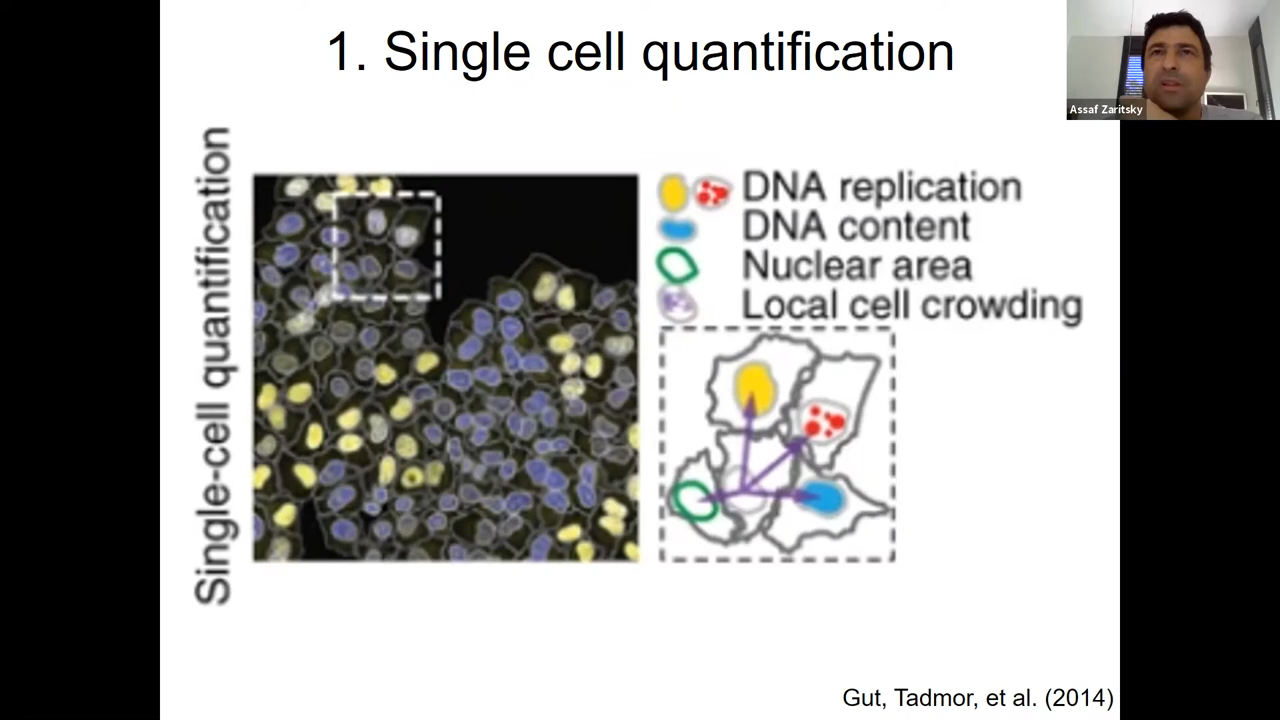 1. Single cell quantification
Assaf Zaritsky
Single-cell quantification
DNA replication
DNA content
Nuclear area
Local cell crowding
Gut, Tadmor, et al. (2014)